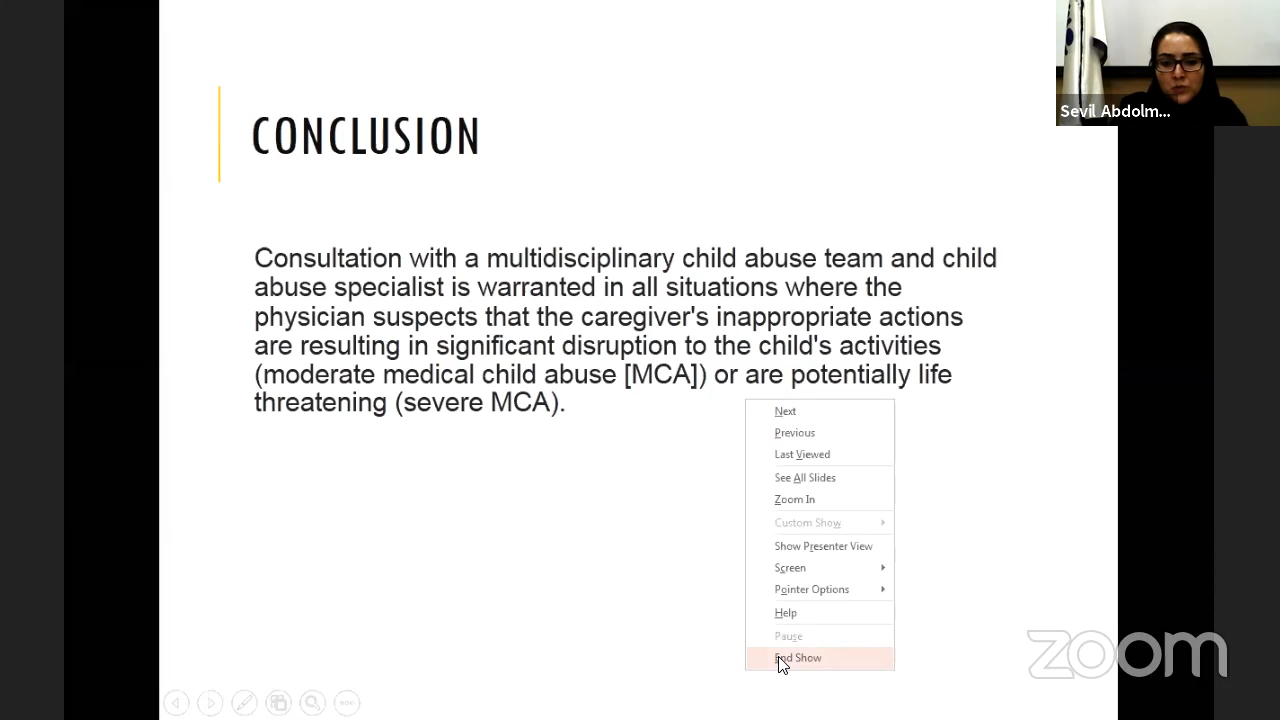 Sevil Abdolm...
CONCLUSION
Consultation with a multidisciplinary child abuse team and child
abuse specialist is warranted in all situations where the
physician suspects that the caregiver's inappropriate actions
are resulting in significant disruption to the child's activities
(moderate medical child abuse [MCA]) or are potentially life
threatening (severe MCA).
Next
Previous
Last Viewed
See All Slides
Zoom In
Custom Show
Show Presenter View
Screen
Pointer Options
Help
Pause
End Show
zoom